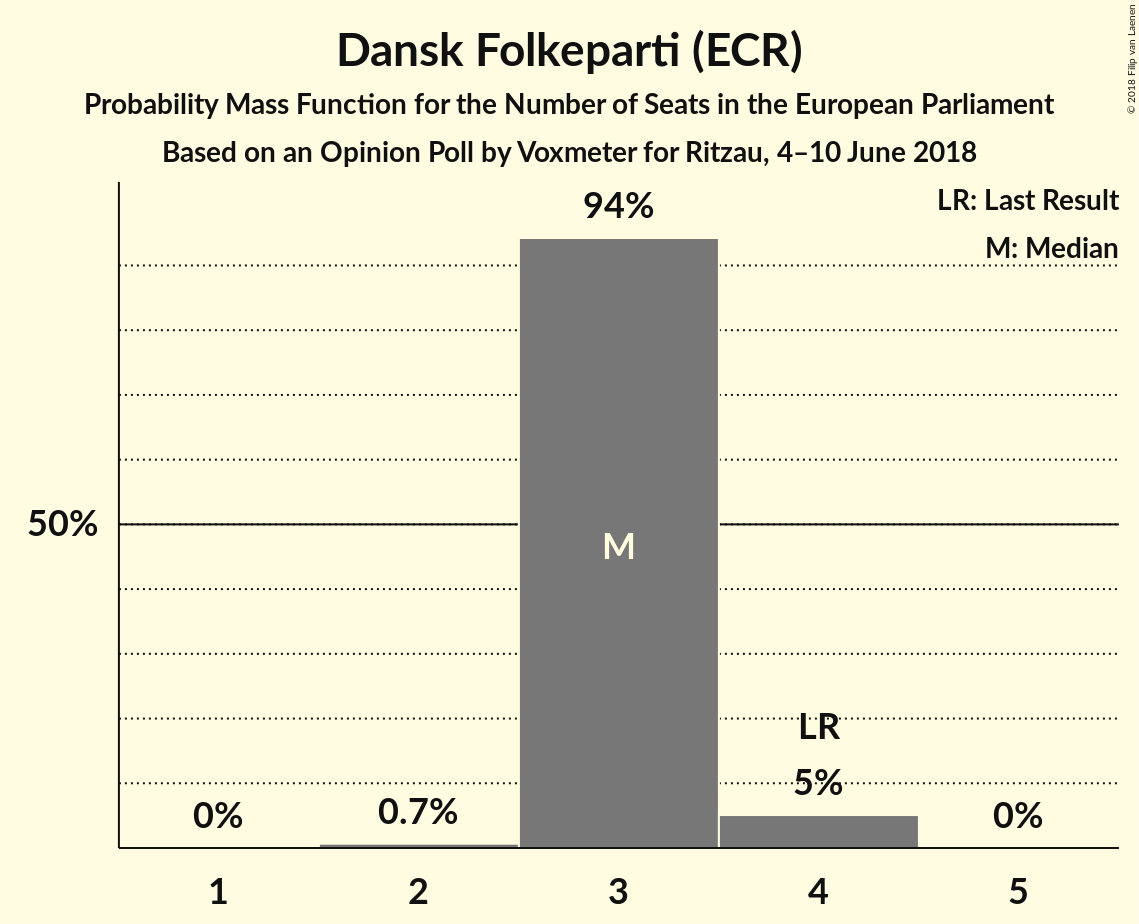 Dansk Folkeparti (ECR)
Probability Mass Function for the Number of Seats in the European Parliament
Based on an Opinion Poll by Voxmeter for Ritzau, 4–10 June 2018
© 2018 Filip van Laenen
LR: Last Result
M: Median
94%
50%
M
LR
5%
0%
0.7%
0%
1
2
3
4
5